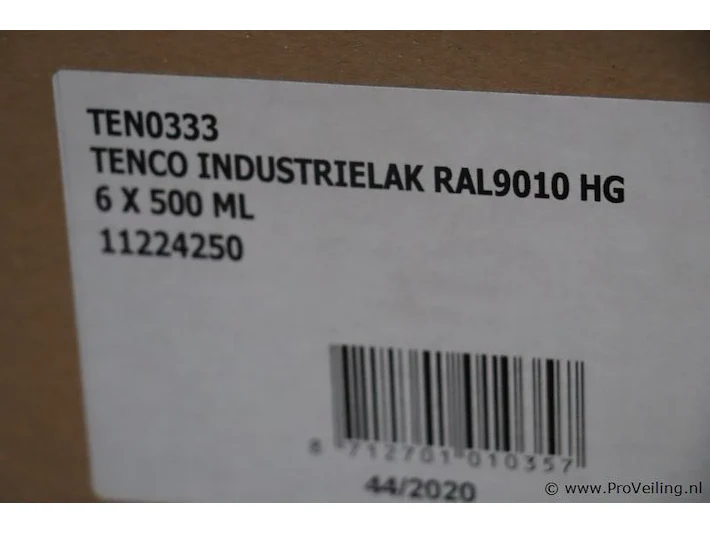 TEN0333
TENCO INDUSTRIELAK RAL9010 HG
6 X 500 ML
11224250
8 712701 010357
44/2020
© www.ProVeiling.nl